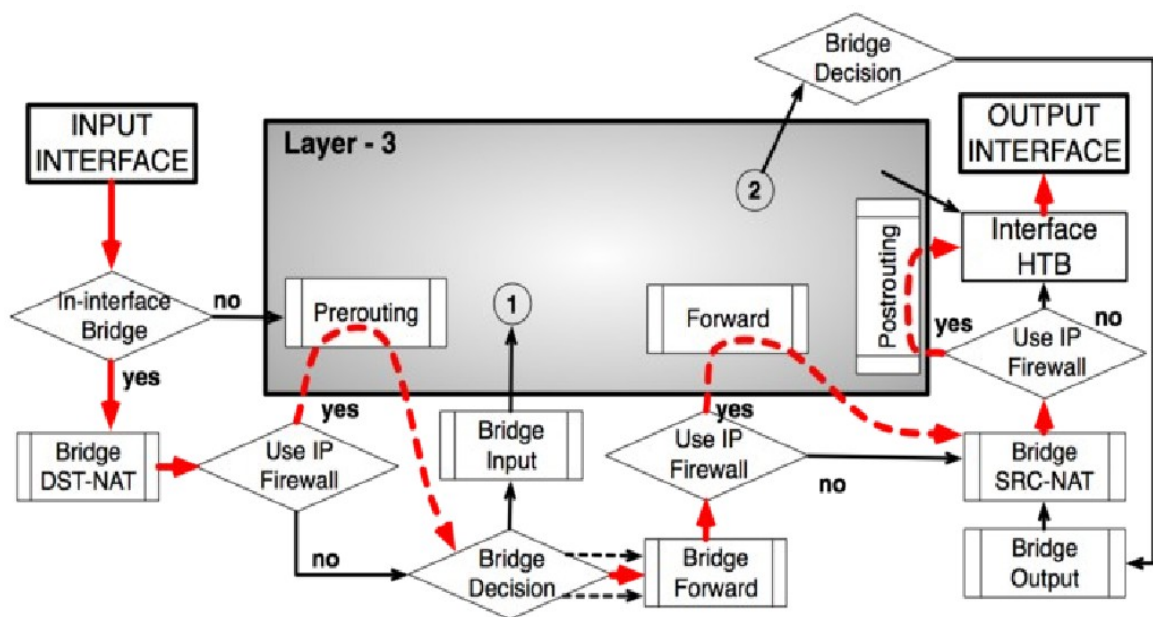 Bridge
Decision
INPUT
INTERFACE
Layer - 3
OUTPUT
INTERFACE
2
Interface
HTB
In-interface
Bridge
no
Prerouting
1
Forward
Postrouting
yes
no
Use IP
Firewall
yes
Bridge
DST-NAT
Use IP
Firewall
yes
Bridge
Input
yes
Use IP
Firewall
no
Bridge
SRC-NAT
no
Bridge
Decision
Bridge
Forward
Bridge
Output